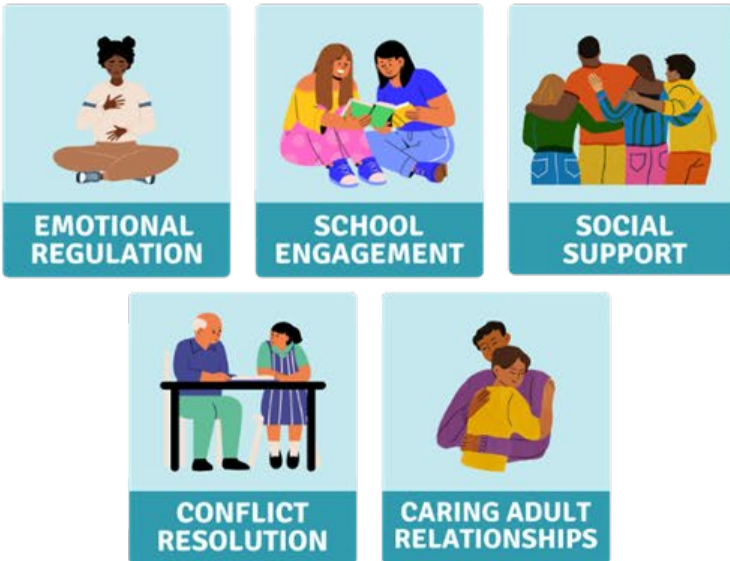 EMOTIONAL
REGULATION
SCHOOL
ENGAGEMENT
SOCIAL
SUPPORT
CONFLICT
RESOLUTION
CARING ADULT
RELATIONSHIPS